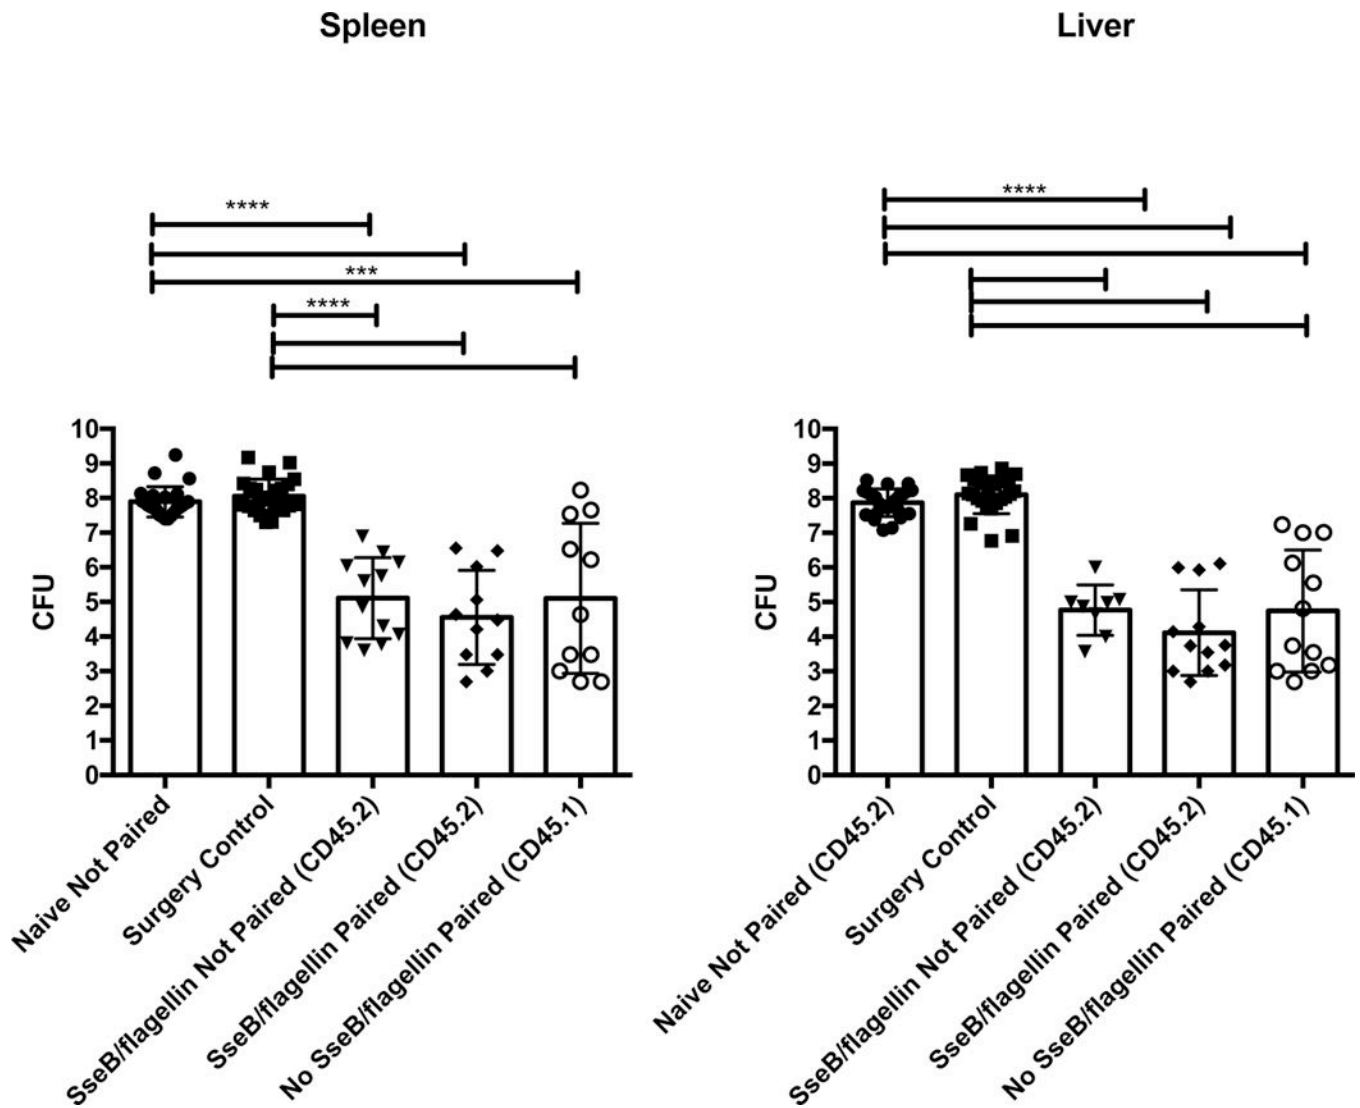 Spleen
****
***
****
CFU
10
9
8
7
6
5
4
3
2
1
0
Naive Not Paired
Surgery Control
SseB/flagellin Not Paired (CD45.2)
SseB/flagellin Paired (CD45.2)
No SseB/flagellin Paired (CD45.1)
Liver
****
CFU
10
9
8
7
6
5
4
3
2
1
0
Naive Not Paired (CD45.2)
Surgery Control
SseB/flagellin Not Paired (CD45.2)
SseB/flagellin Paired (CD45.2)
No SseB/flagellin Paired (CD45.1)